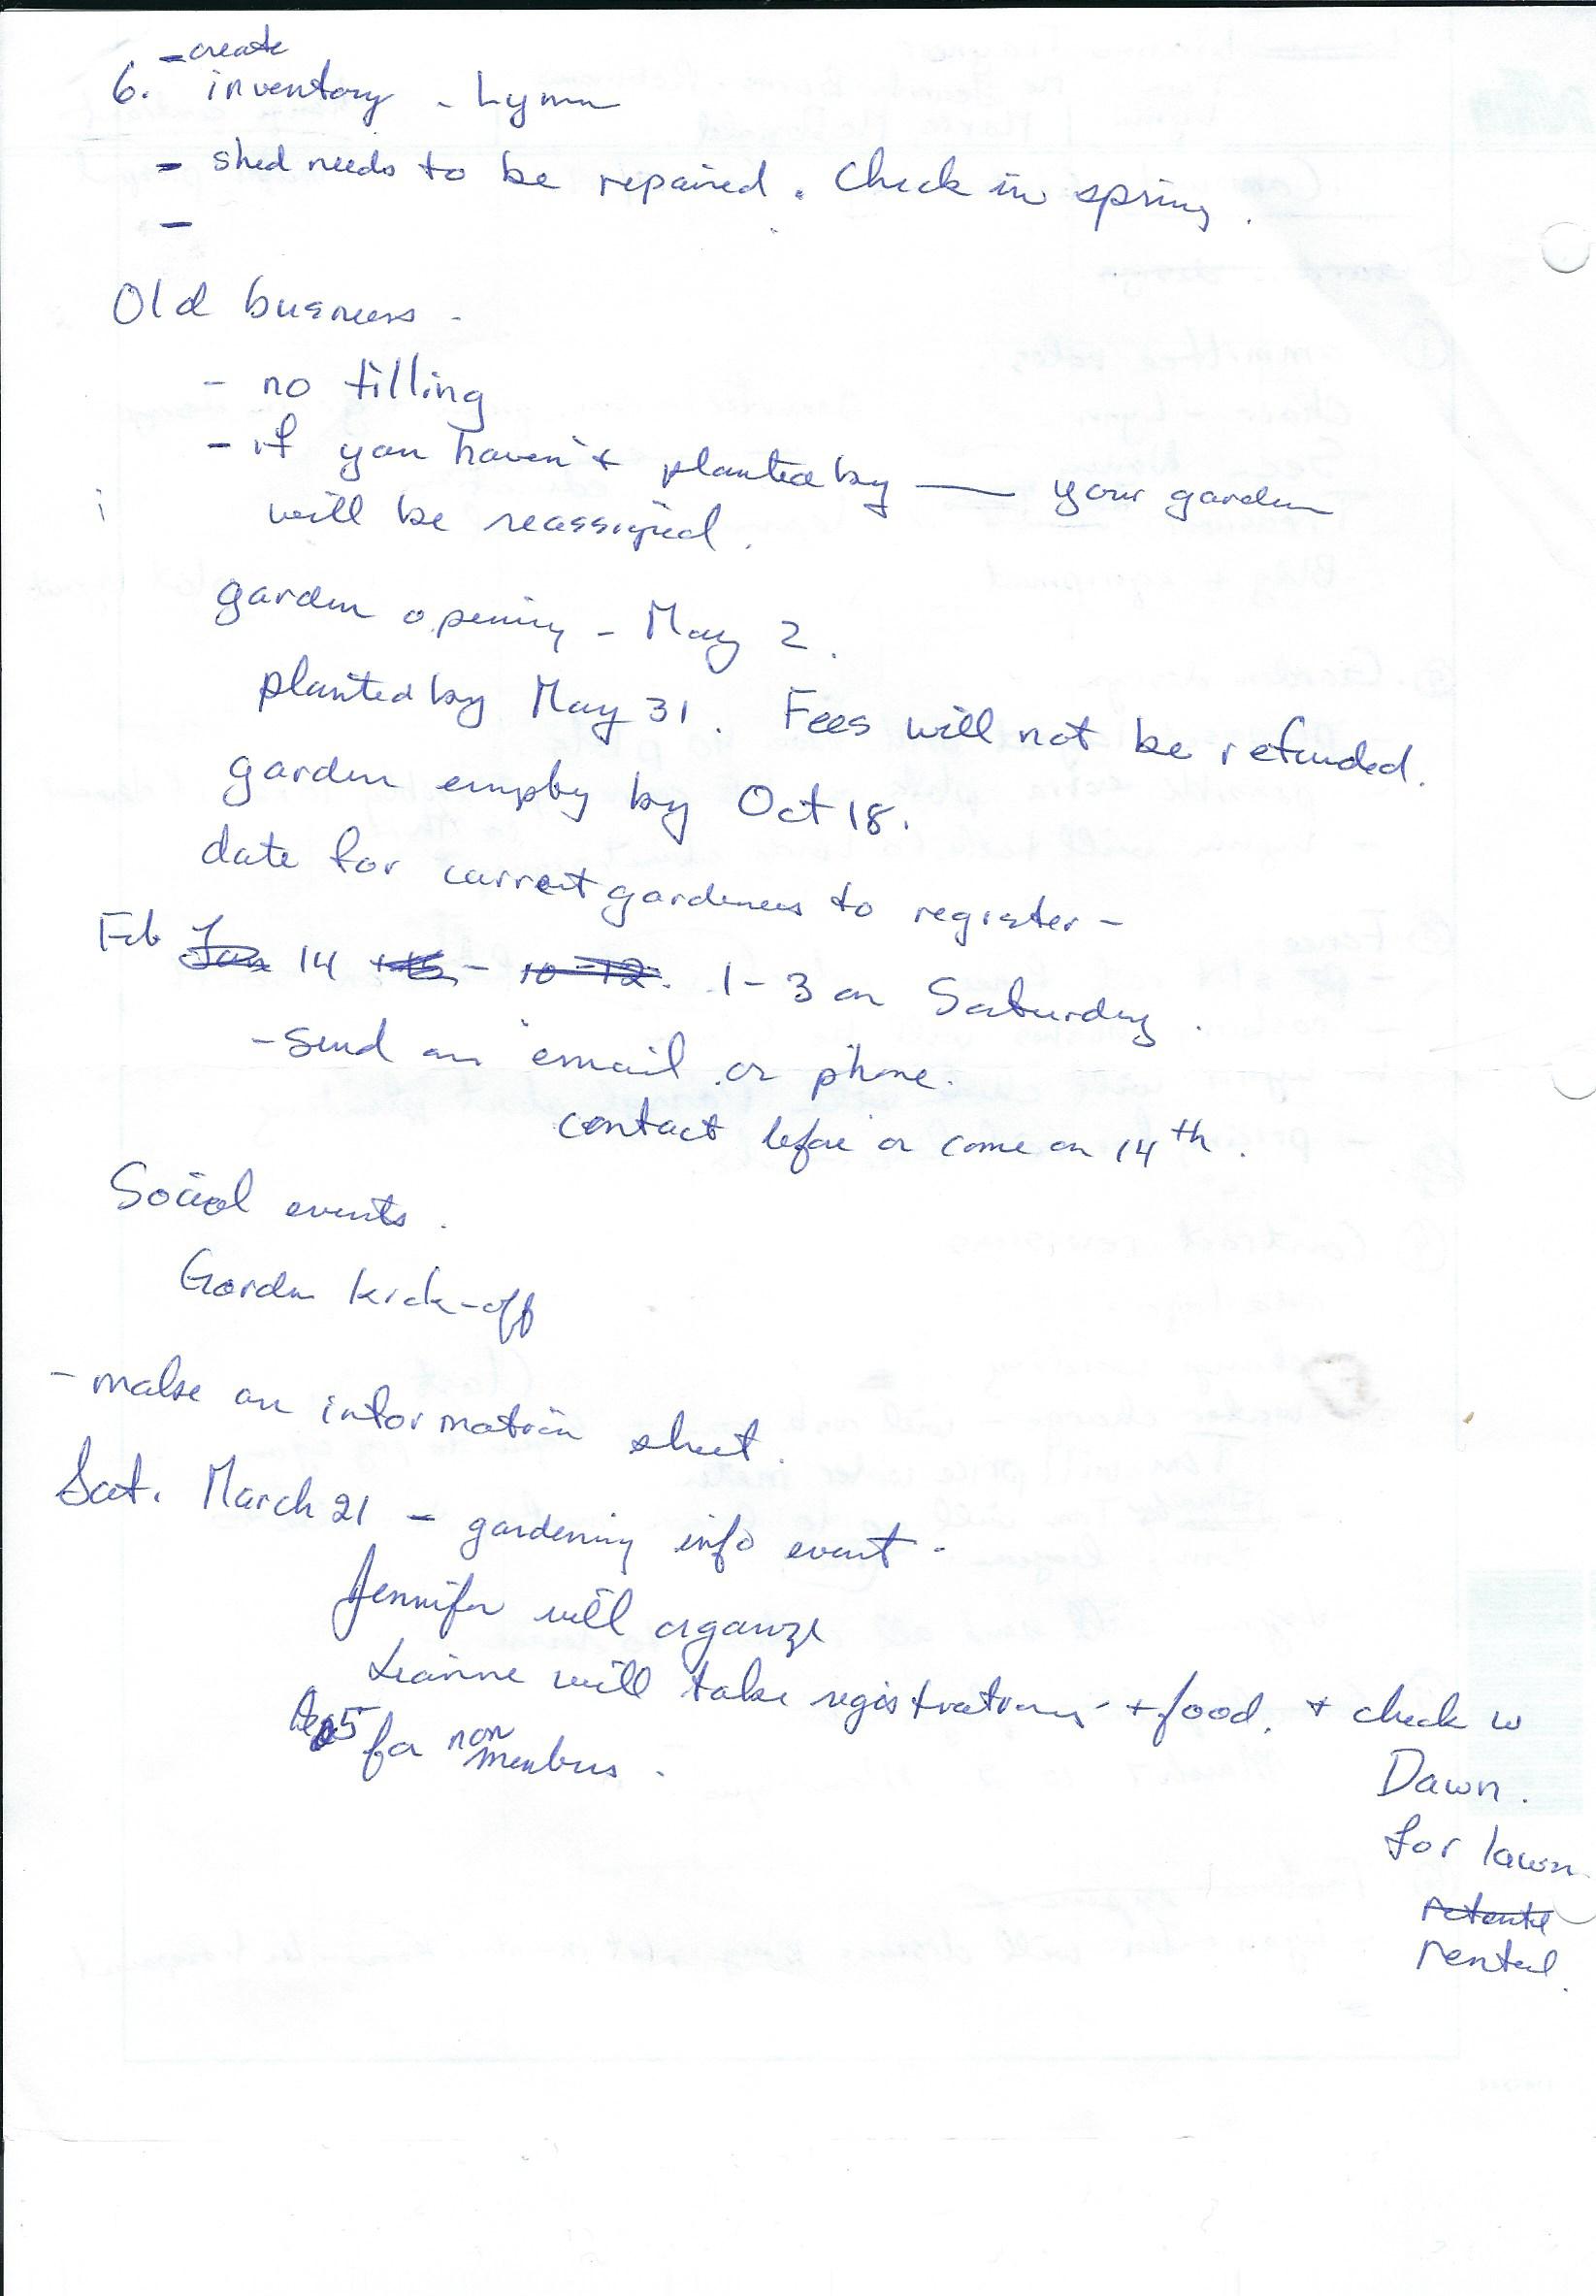 - create
6. inventory - Lynn
- shed needs to be repaired. Check in spring.
-
Old business -
- no tilling
- if you haven't planted by ___ your garden
will be reassigned.
garden opening - May 2.
planted by May 31. Fees will not be refunded.
garden empty by Oct 18.
date for current gardeners to register -
Feb Jan 14 +15 - 10-12. 1-3 on Saturday.
- send an email or phone.
contact before or come on 14th.
Social events.
Garden kick-off
- make an information sheet.
Sat. March 21 - gardening info event.
Jennifer will organize
Leanne will take registrations + food. + check w
5 for non members.
Dawn.
for lawn
rental.